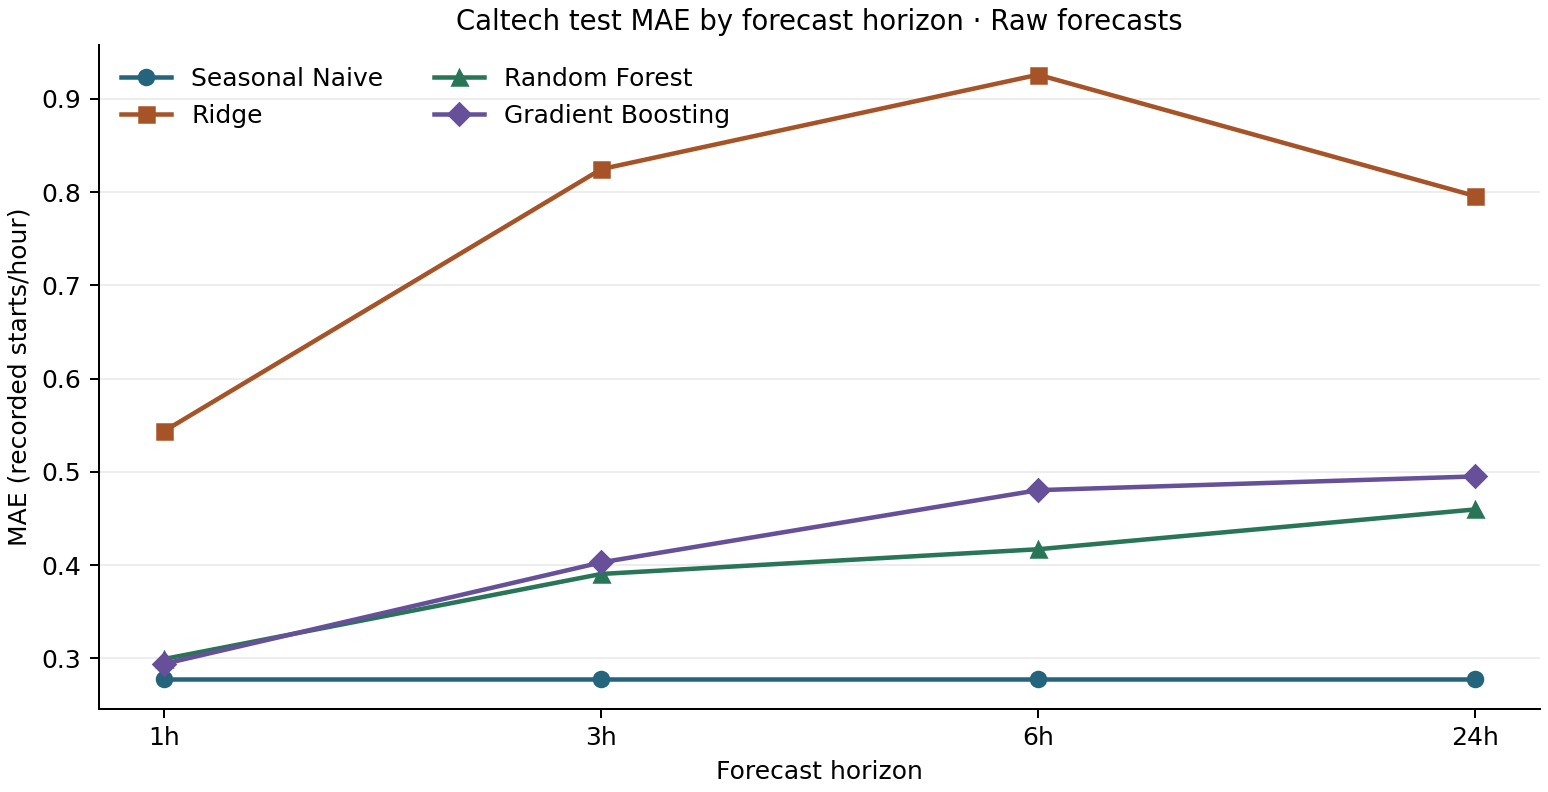 Caltech test MAE by forecast horizon · Raw forecasts
Seasonal Naive
Ridge
Random Forest
Gradient Boosting
MAE (recorded starts/hour)
0.9
0.8
0.7
0.6
0.5
0.4
0.3
1h
3h
6h
24h
Forecast horizon